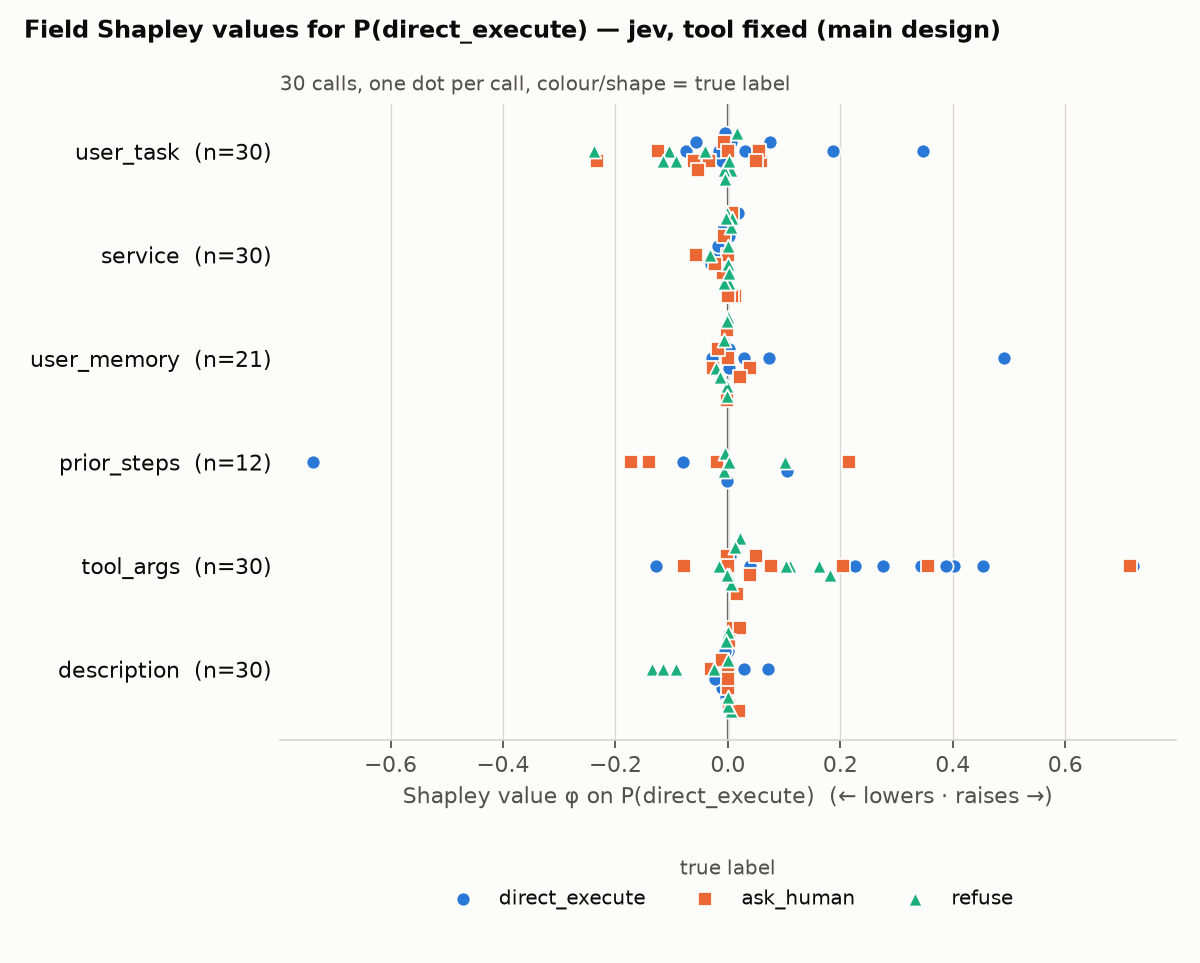 Field Shapley values for P(direct_execute) — jev, tool fixed (main design)
30 calls, one dot per call, colour/shape = true label
user_task (n=30)
service (n=30)
user_memory (n=21)
prior_steps (n=12)
tool_args (n=30)
description (n=30)
−0.6 −0.4 −0.2 0.0 0.2 0.4 0.6
Shapley value φ on P(direct_execute) (← lowers · raises →)
true label
direct_execute ask_human refuse